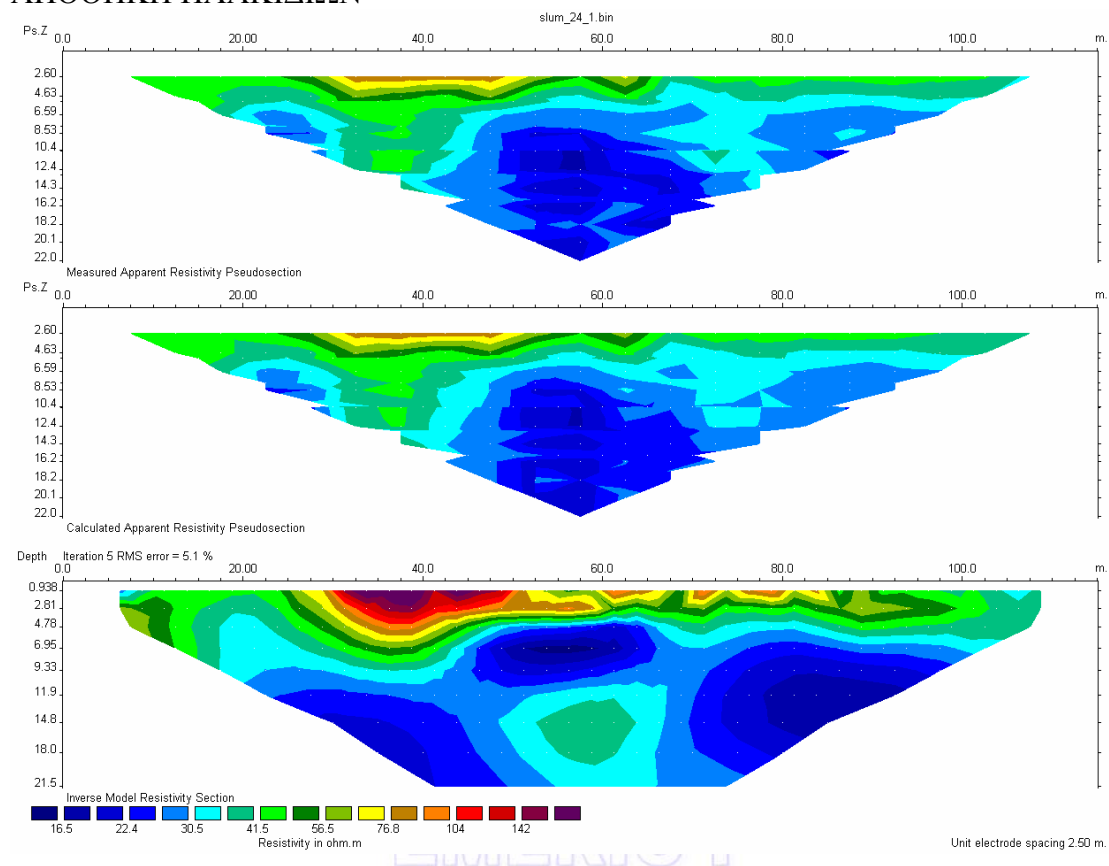 ΑΠΟΘΗΚΗ ΠΛΑΚΙΔΙΩΝ
slum_24_1.bin
Ps.Z 0.0 20.00 40.0 60.0 80.0 100.0 m.
2.60
4.63
6.59
8.53
10.4
12.4
14.3
16.2
18.2
20.1
22.0
Measured Apparent Resistivity Pseudosection
Ps.Z 0.0 20.00 40.0 60.0 80.0 100.0 m.
2.60
4.63
6.59
8.53
10.4
12.4
14.3
16.2
18.2
20.1
22.0
Calculated Apparent Resistivity Pseudosection
Depth Iteration 5 RMS error = 5.1 %
0.0 20.00 40.0 60.0 80.0 100.0 m.
0.938
2.81
4.78
6.95
9.33
11.9
14.8
18.0
21.5
Inverse Model Resistivity Section
16.5 22.4 30.5 41.5 56.5 76.8 104 142
Resistivity in ohm.m
Unit electrode spacing 2.50 m.